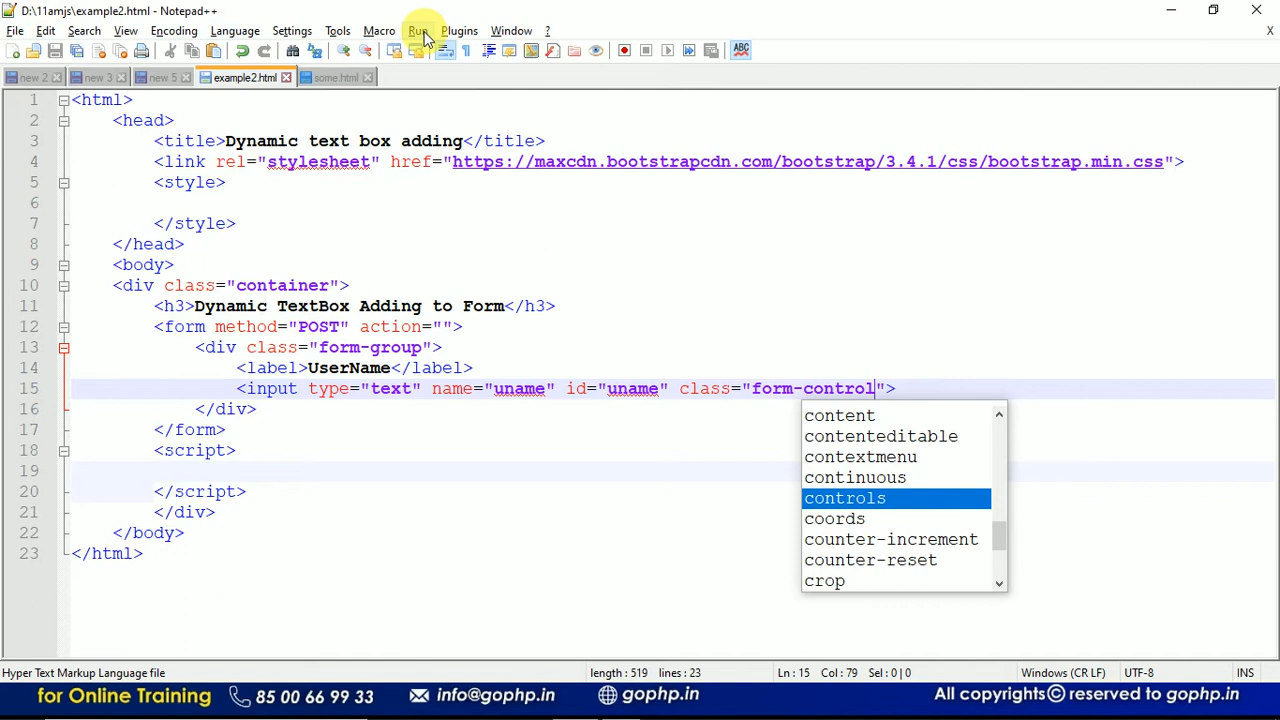 D:\11amjs\example2.html - Notepad++
File Edit Search View Encoding Language Settings Tools Macro Run Plugins Window ? X
ABC
new 2 new 3 new 5 example2.html some.html
1 <html>
2 <head>
3 <title>Dynamic text box adding</title>
4 <link rel="stylesheet" href="https://maxcdn.bootstrapcdn.com/bootstrap/3.4.1/css/bootstrap.min.css">
5 <style>
6
7 </style>
8 </head>
9 <body>
10 <div class="container">
11 <h3>Dynamic TextBox Adding to Form</h3>
12 <form method="POST" action="">
13 <div class="form-group">
14 <label>UserName</label>
15 <input type="text" name="uname" id="uname" class="form-control">
16 </div>
17 </form>
18 <script>
19
20 </script>
21 </div>
22 </body>
23 </html>
content
contenteditable
contextmenu
continuous
controls
coords
counter-increment
counter-reset
crop
Hyper Text Markup Language file length : 519 lines : 23 Ln : 15 Col : 79 Sel : 0 | 0 Windows (CR LF) UTF-8 INS
for Online Training 85 00 66 99 33 info@gophp.in gophp.in All copyrights© reserved to gophp.in